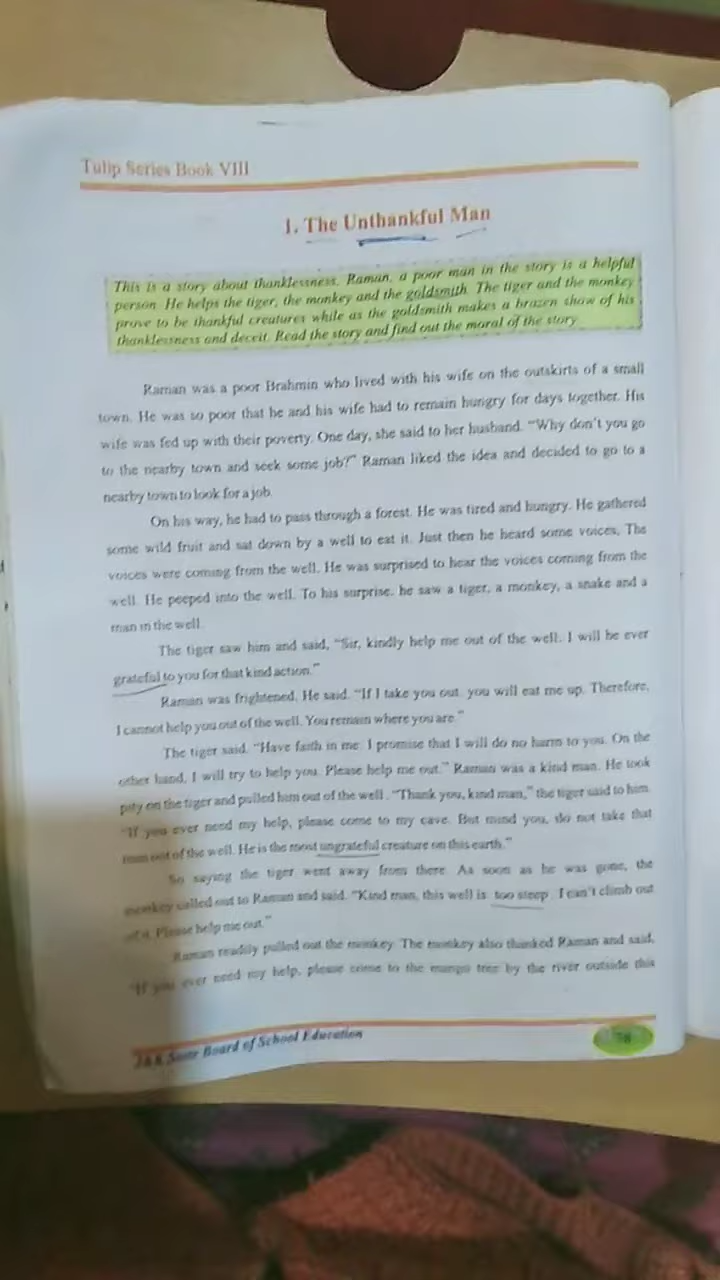 Tulip Series Book VIII
1. The Unthankful Man
This is a story about thanklessness. Raman, a poor man in the story is a helpful
person. He helps the tiger, the monkey and the goldsmith. The tiger and the monkey
prove to be thankful creatures while as the goldsmith makes a brazen show of his
thanklessness and deceit. Read the story and find out the moral of the story
Raman was a poor Brahmin who lived with his wife on the outskirts of a small
town. He was so poor that he and his wife had to remain hungry for days together. His
wife was fed up with their poverty. One day, she said to her husband. "Why don't you go
to the nearby town and seek some job?" Raman liked the idea and decided to go to a
nearby town to look for a job.
On his way, he had to pass through a forest. He was tired and hungry. He gathered
some wild fruit and sat down by a well to eat it. Just then he heard some voices. The
voices were coming from the well. He was surprised to hear the voices coming from the
well. He peeped into the well. To his surprise, he saw a tiger, a monkey, a snake and a
man in the well.
The tiger saw him and said, "Sir, kindly help me out of the well. I will be ever
grateful to you for that kind action."
Raman was frightened. He said. "If I take you out, you will eat me up. Therefore,
I cannot help you out of the well. You remain where you are."
The tiger said. "Have faith in me. I promise that I will do no harm to you. On the
other hand, I will try to help you. Please help me out." Raman was a kind man. He took
pity on the tiger and pulled him out of the well. "Thank you, kind man," the tiger said to him.
"If you ever need my help, please come to my cave. But mind you, do not take that
man out of the well. He is the most ungrateful creature on this earth."
So saying the tiger went away from there. As soon as he was gone, the
monkey called out to Raman and said. "Kind man, this well is too steep. I can't climb out
of it. Please help me out."
Raman readily pulled out the monkey. The monkey also thanked Raman and said,
"If you ever need my help, please come to the mango tree by the river outside this
J&K State Board of School Education